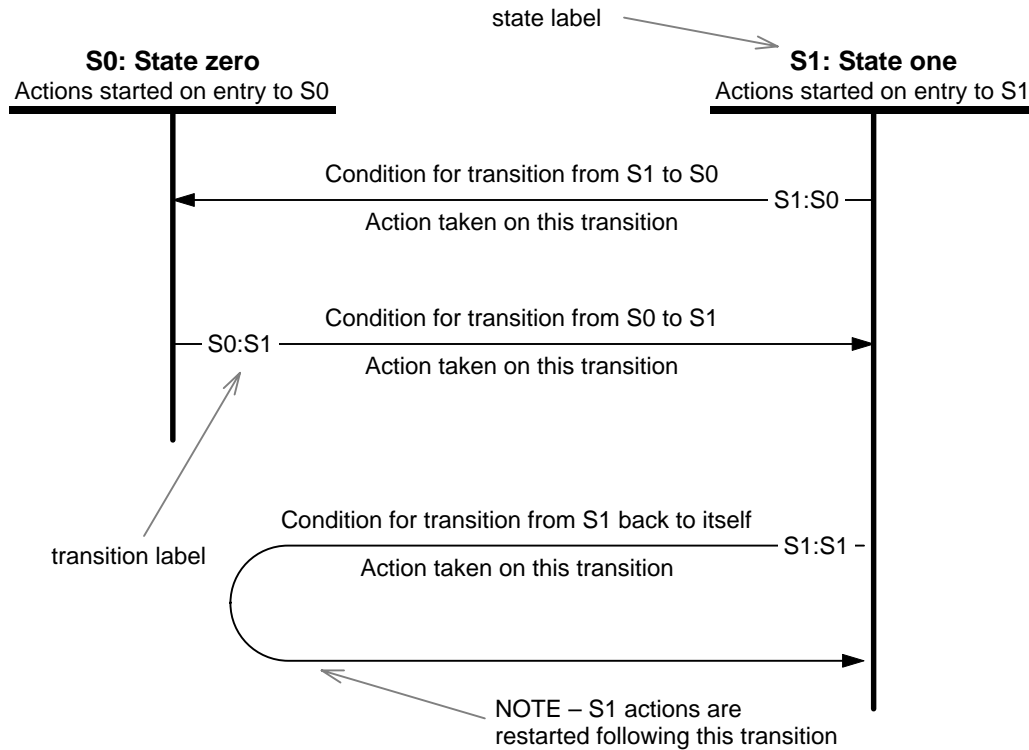 state label
S0: State zero
Actions started on entry to S0
S1: State one
Actions started on entry to S1
Condition for transition from S1 to S0
S1:S0
Action taken on this transition
Condition for transition from S0 to S1
S0:S1
Action taken on this transition
Condition for transition from S1 back to itself
S1:S1
transition label
Action taken on this transition
NOTE – S1 actions are
restarted following this transition